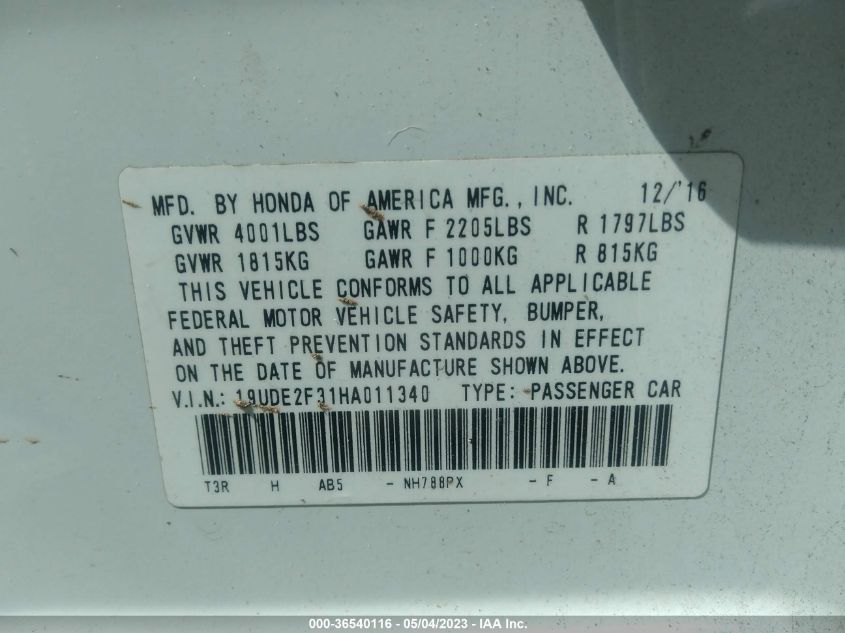 MFD. BY HONDA OF AMERICA MFG., INC. 12/'16
GVWR 4001LBS GAWR F 2205LBS R 1797LBS
GVWR 1815KG GAWR F 1000KG R 815KG
THIS VEHICLE CONFORMS TO ALL APPLICABLE
FEDERAL MOTOR VEHICLE SAFETY, BUMPER,
AND THEFT PREVENTION STANDARDS IN EFFECT
ON THE DATE OF MANUFACTURE SHOWN ABOVE.
V.I.N.: 19UDE2F31HA011340 TYPE: PASSENGER CAR
T3R H AB5 - NH788PX - F - A
000-36540116 - 05/04/2023 - IAA Inc.